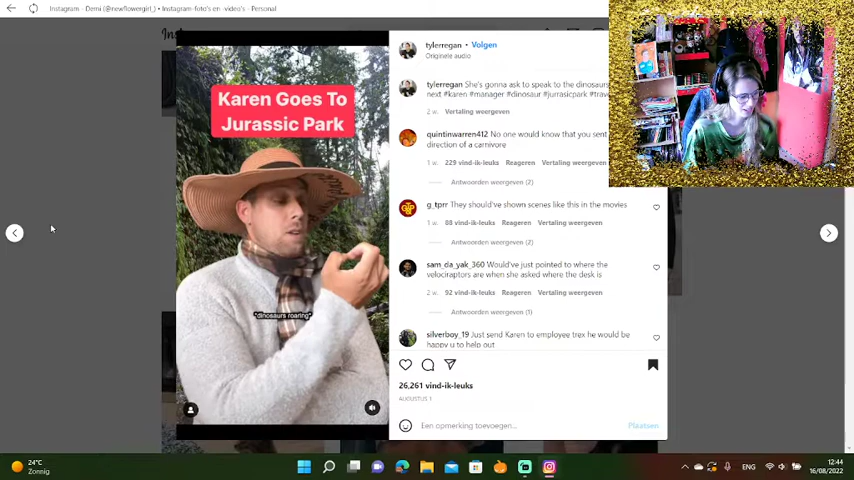 Instagram - Demi (@newflowergirl_) • Instagram-foto's en -video's - Personal
Karen Goes To
Jurassic Park
*dinosaurs roaring*
tylerregan • Volgen
Originele audio
tylerregan She's gonna ask to speak to the dinosaurs
next #karen #manager #dinosaur #jurrasicpark #trave
2 w. Vertaling weergeven
quintinwarren412 No one would know that you sent
direction of a carnivore
1 w. 229 vind-ik-leuks Reageren Vertaling weergeven
Antwoorden weergeven (2)
g_tprr They should've shown scenes like this in the movies
1 w. 88 vind-ik-leuks Reageren Vertaling weergeven
Antwoorden weergeven (2)
sam_da_yak_360 Would've just pointed to where the
velociraptors are when she asked where the desk is
2 w. 92 vind-ik-leuks Reageren Vertaling weergeven
Antwoorden weergeven (1)
silverboy_19 Just send Karen to employee trex he would be
happy u to help out
26,261 vind-ik-leuks
AUGUSTUS 1
Een opmerking toevoegen...
Plaatsen
24°C
Zonnig
ENG
12:44
16/08/2022